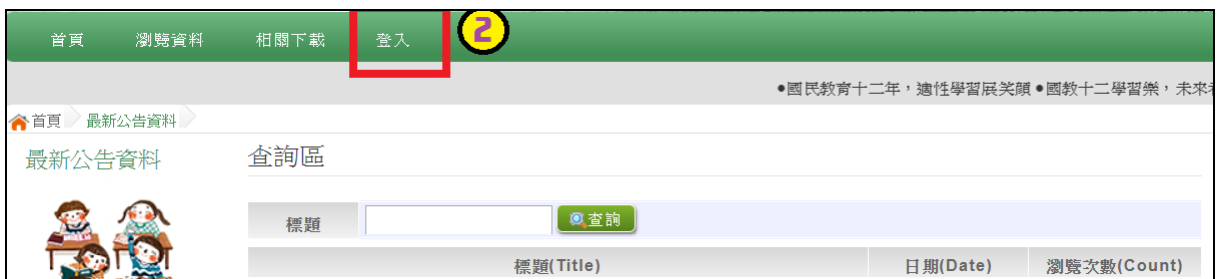 首頁 瀏覽資料 相關下載 登入 2
●國民教育十二年，適性學習展笑顏 ●國教十二學習樂，未來
首頁 最新公告資料
最新公告資料 查詢區
標題 查詢
標題(Title) 日期(Date) 瀏覽次數(Count)